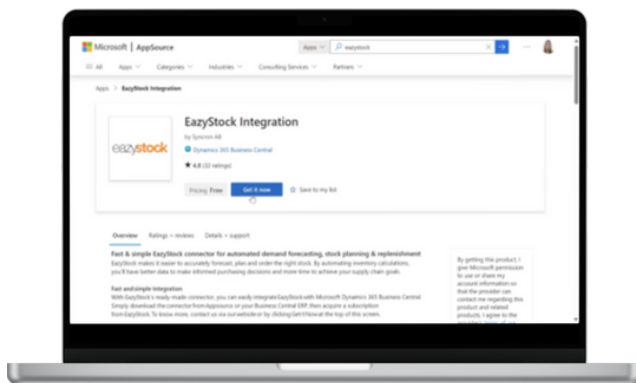 Microsoft | AppSource
Apps
eazystock
All Apps Categories Industries Consulting Services Partners
Apps > EazyStock Integration
eazystock
EazyStock Integration
by Syncron AB
Dynamics 365 Business Central
★ 4.8 (32 ratings)
Pricing Free
Get it now
Save to my list
Overview Ratings + reviews Details + support
Fast & simple EazyStock connector for automated demand forecasting, stock planning & replenishment
EazyStock makes it easier to accurately forecast, plan and order the right stock. By automating inventory calculations,
you'll have better data to make informed purchasing decisions and more time to achieve your supply chain goals.
Fast and simple Integration
With EazyStock's ready made connector, you can easily integrate EazyStock with Microsoft Dynamics 365 Business Central.
Simply download the connector from Appsource or your Business Central ERP, then acquire a subscription
from EazyStock. To know more, contact us via our website or by clicking Get It Now at the top of this screen.
By getting this product, I
give Microsoft permission
to use or share my
account information so
that the provider can
contact me regarding this
product and related
products. I agree to the